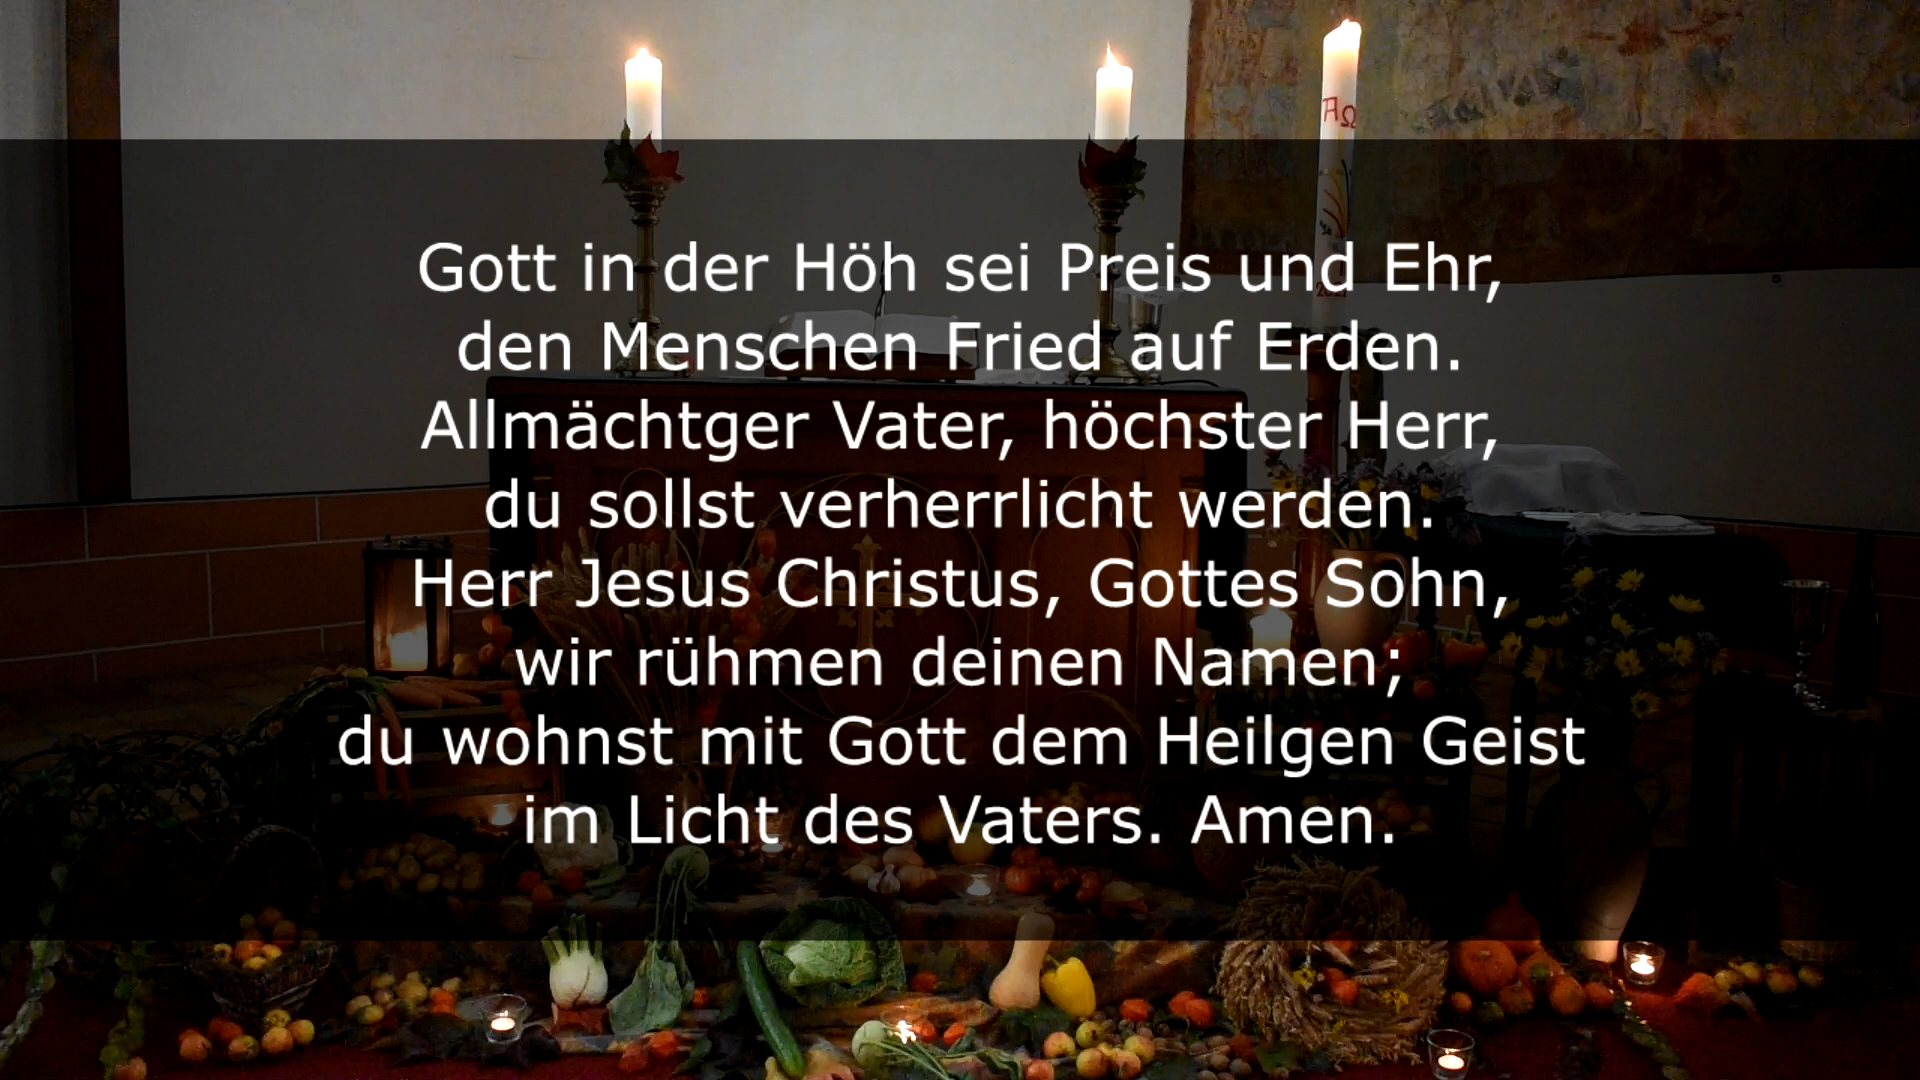 ΑΩ
Gott in der Höh sei Preis und Ehr,
den Menschen Fried auf Erden.
Allmächtger Vater, höchster Herr,
du sollst verherrlicht werden.
Herr Jesus Christus, Gottes Sohn,
wir rühmen deinen Namen;
du wohnst mit Gott dem Heilgen Geist
im Licht des Vaters. Amen.